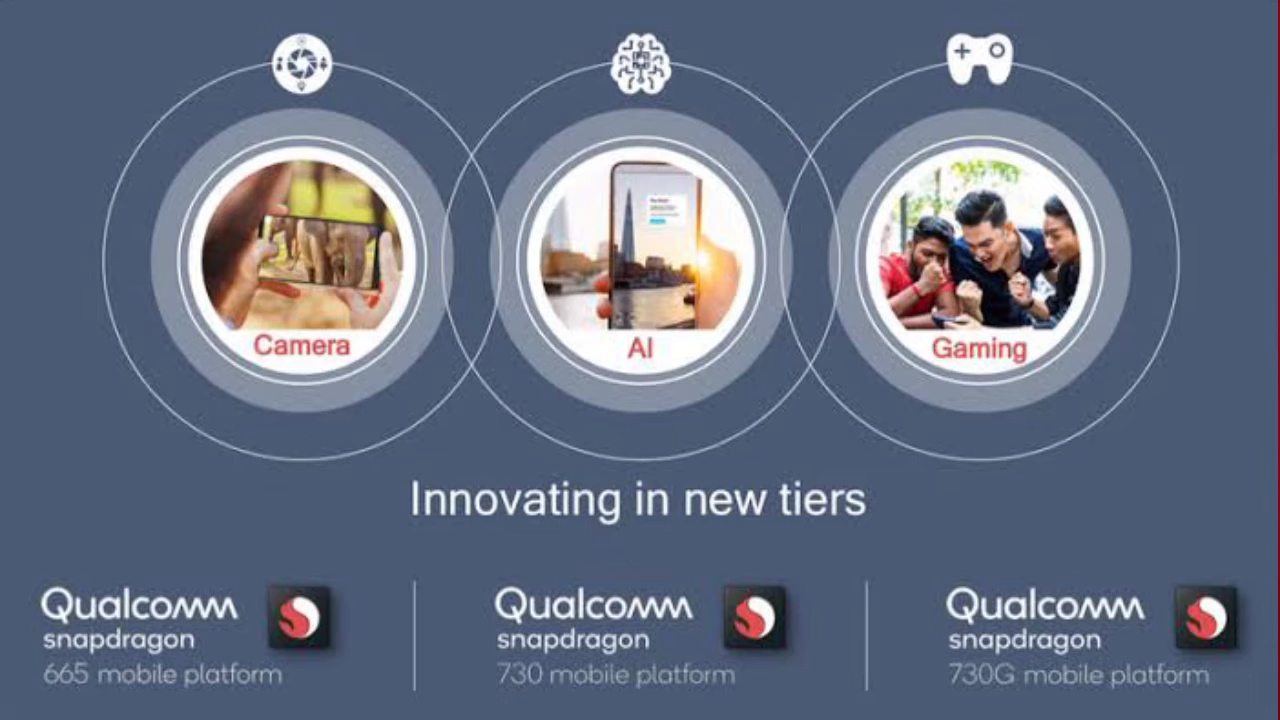 Camera
AI
Gaming
Innovating in new tiers
Qualcomm
snapdragon
665 mobile platform
Qualcomm
snapdragon
730 mobile platform
Qualcomm
snapdragon
730G mobile platform